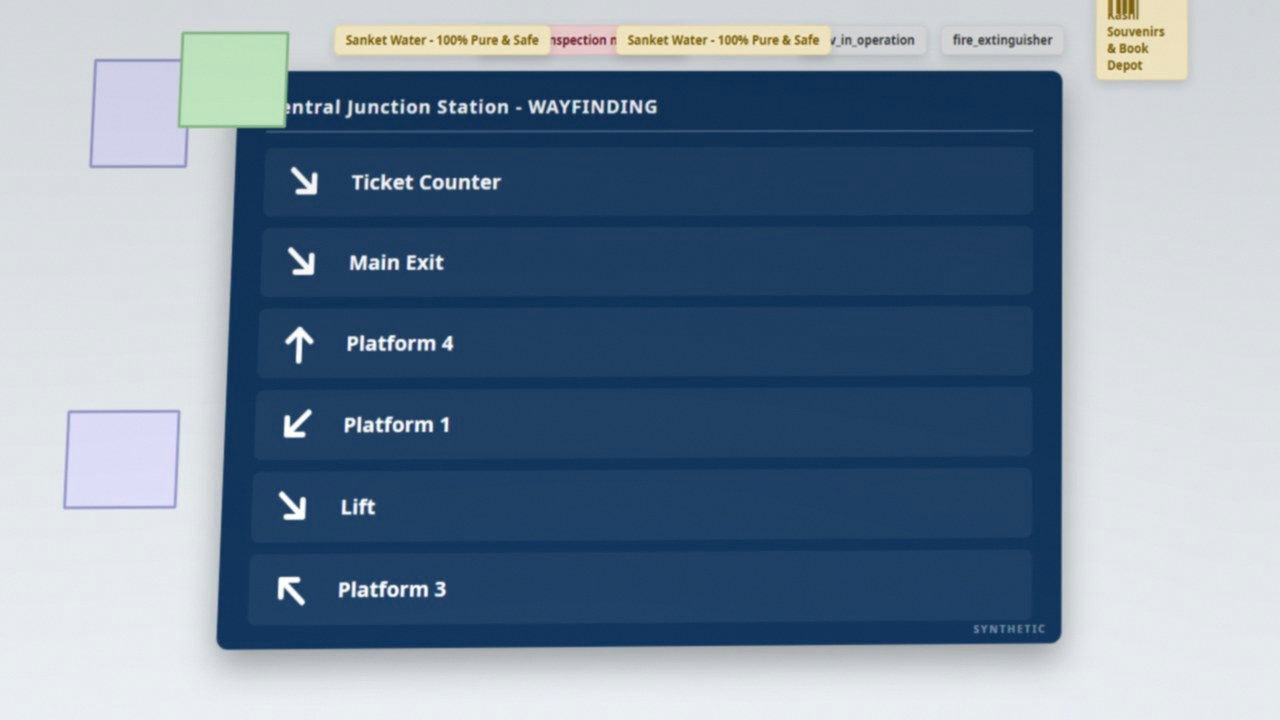 Sanket Water - 100% Pure & Safe
Sanket Water - 100% Pure & Safe
fire_extinguisher
Kashi
Souvenirs
& Book
Depot
Junction Station - WAYFINDING
Ticket Counter
Main Exit
Platform 4
Platform 1
Lift
Platform 3
SYNTHETIC